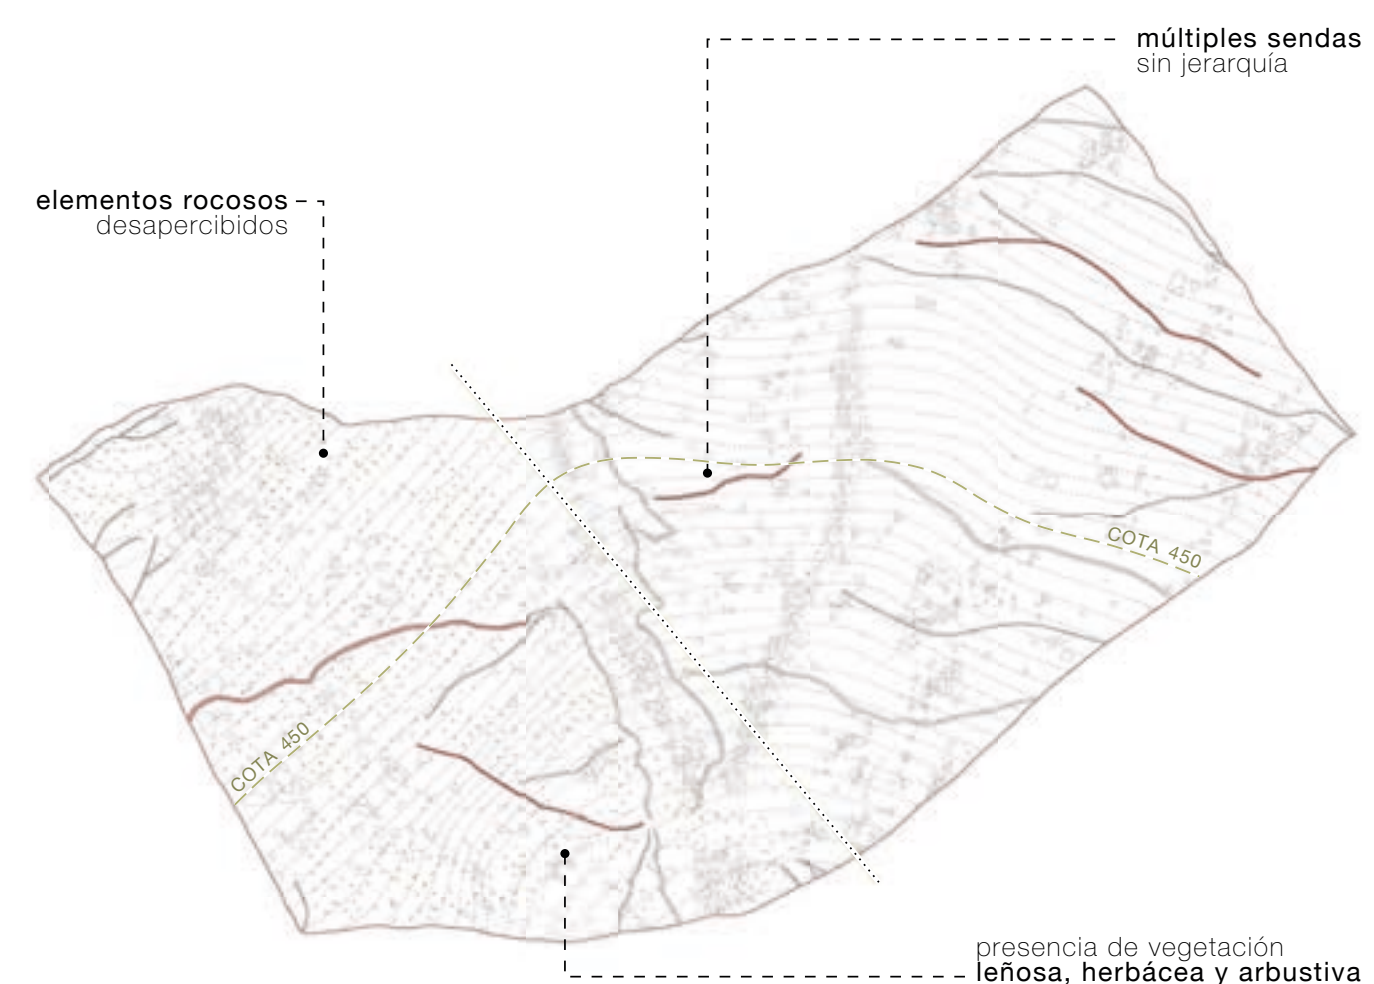 múltiples sendas
sin jerarquía
elementos rocosos
desapercibidos
COTA 450
COTA 450
presencia de vegetación
leñosa, herbácea y arbustiva